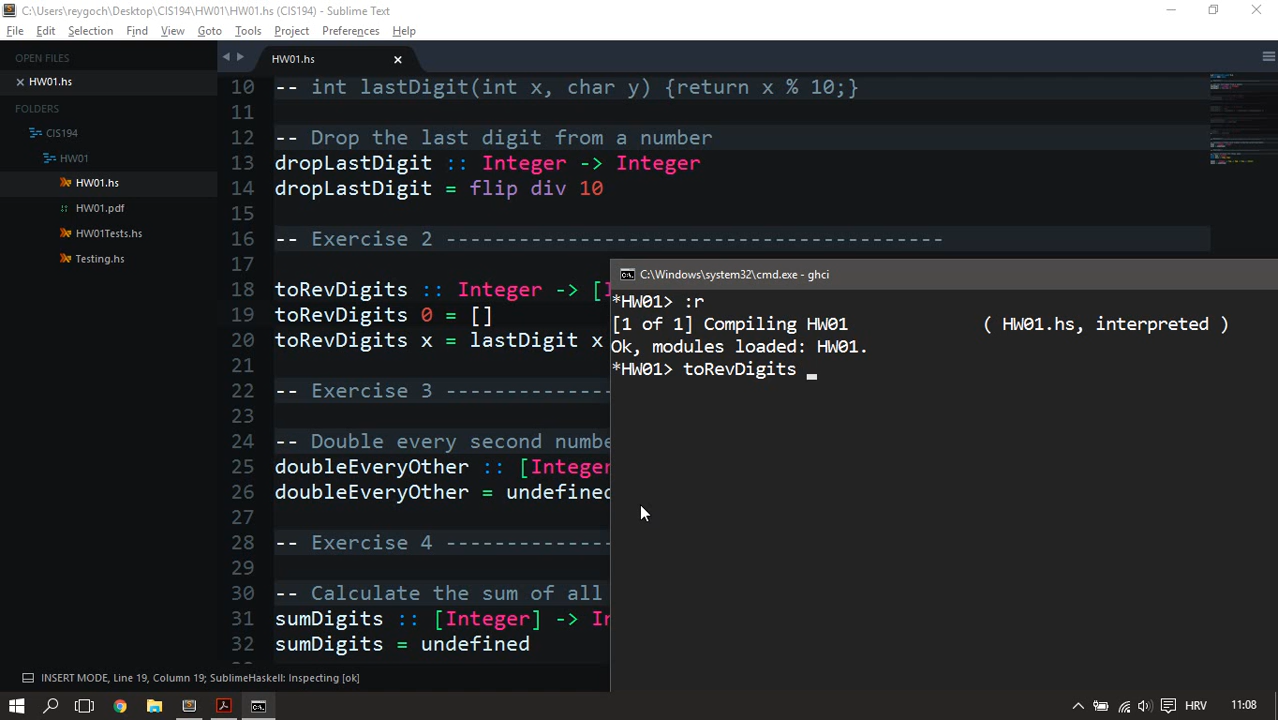 C:\Users\reygoch\Desktop\CIS194\HW01\HW01.hs (CIS194) - Sublime Text
File Edit Selection Find View Goto Tools Project Preferences Help
OPEN FILES
HW01.hs
FOLDERS
CIS194
HW01
HW01.hs
HW01.pdf
HW01Tests.hs
Testing.hs
HW01.hs
10 -- int lastDigit(int x, char y) {return x % 10;}
11
12 -- Drop the last digit from a number
13 dropLastDigit :: Integer -> Integer
14 dropLastDigit = flip div 10
15
16 -- Exercise 2 -----------------------------------------
17
18 toRevDigits :: Integer -> [
19 toRevDigits 0 = []
20 toRevDigits x = lastDigit x
21
22 -- Exercise 3 -------------
23
24 -- Double every second numbe
25 doubleEveryOther :: [Integer
26 doubleEveryOther = undefined
27
28 -- Exercise 4 -------------
29
30 -- Calculate the sum of all
31 sumDigits :: [Integer] -> In
32 sumDigits = undefined
C:\Windows\system32\cmd.exe - ghci
*HW01> :r
[1 of 1] Compiling HW01 ( HW01.hs, interpreted )
Ok, modules loaded: HW01.
*HW01> toRevDigits _
INSERT MODE, Line 19, Column 19; SublimeHaskell: Inspecting [ok]
HRV
11:08